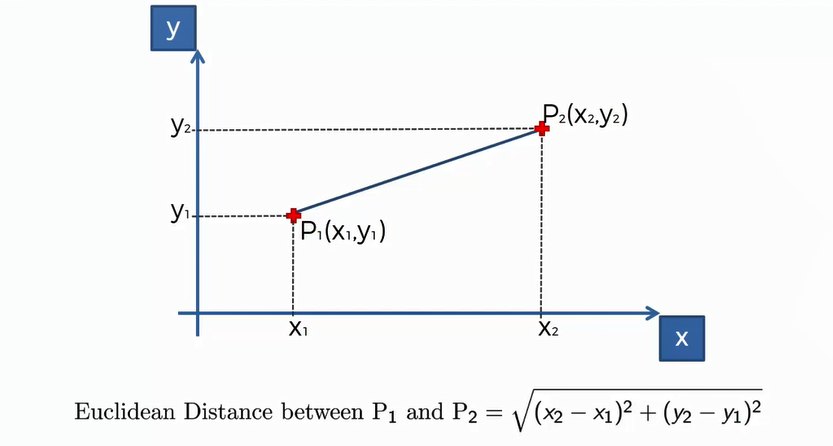 y
y₂
P₂(x₂,y₂)
y₁
P₁(x₁,y₁)
x₁
x₂
x
Euclidean Distance between P₁ and P₂ = √(x₂ − x₁)² + (y₂ − y₁)²